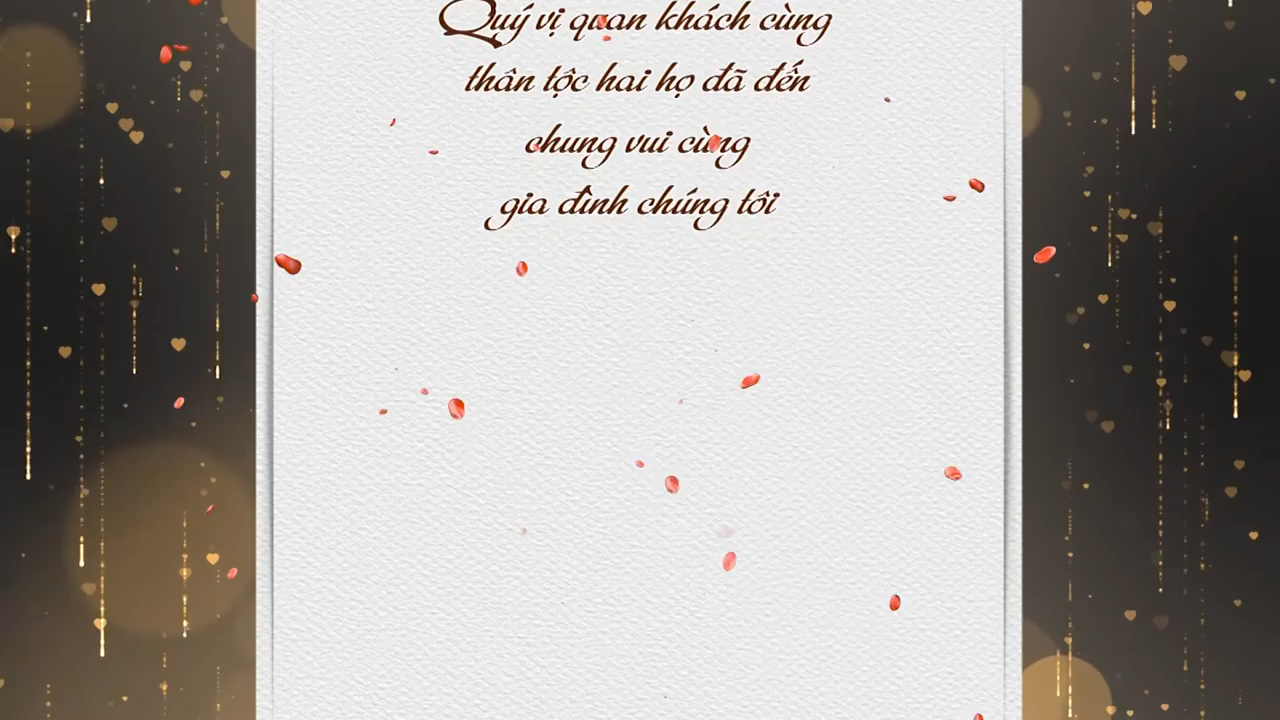 Quý vị quan khách cùng
thân tộc hai họ đã đến
chung vui cùng
gia đình chúng tôi